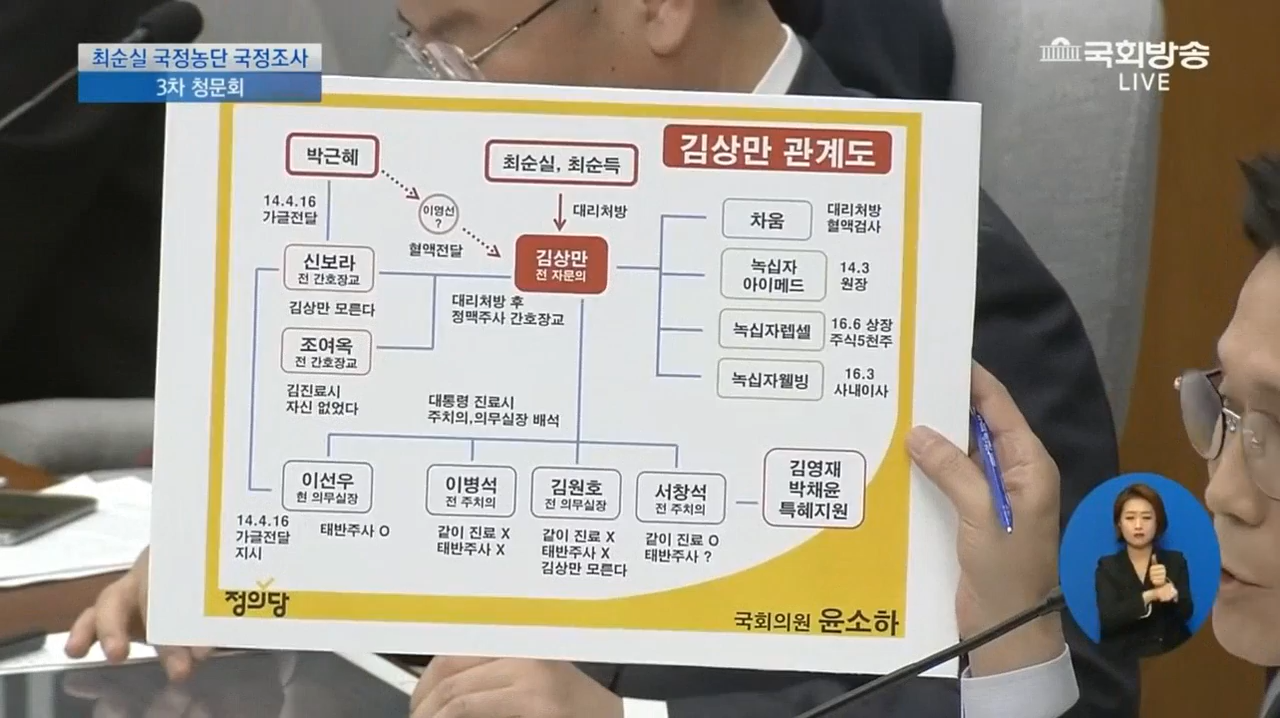 최순실 국정농단 국정조사
3차 청문회
국회방송
LIVE
김상만 관계도
박근혜
최순실, 최순득
14.4.16
가글전달
이영선
?
혈액전달
대리처방
김상만
전 자문의
차움
대리처방
혈액검사
녹십자
아이메드
14.3
원장
녹십자렙셀
16.6 상장
주식5천주
녹십자웰빙
16.3
사내이사
신보라
전 간호장교
김상만 모른다
대리처방 후
정맥주사 간호장교
조여옥
전 간호장교
김진료시
자신 없었다
대통령 진료시
주치의,의무실장 배석
이선우
현 의무실장
14.4.16
가글전달
지시
태반주사 O
이병석
전 주치의
같이 진료 X
태반주사 X
김원호
전 의무실장
같이 진료 X
태반주사 X
김상만 모른다
서창석
전 주치의
같이 진료 O
태반주사 ?
김영재
박채윤
특혜지원
정의당
국회의원 윤소하